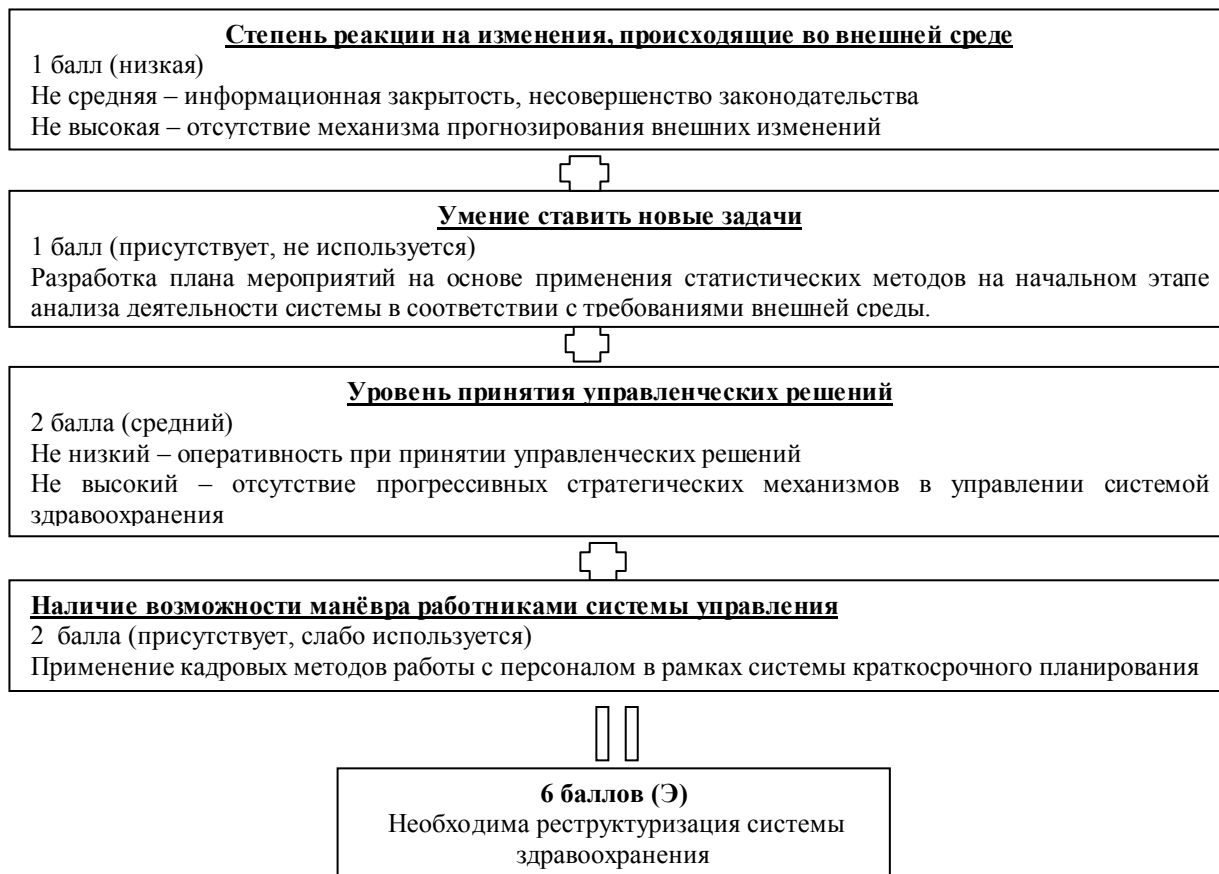 Степень реакции на изменения, происходящие во внешней среде
1 балл (низкая)
Не средняя – информационная закрытость, несовершенство законодательства
Не высокая – отсутствие механизма прогнозирования внешних изменений
Умение ставить новые задачи
1 балл (присутствует, не используется)
Разработка плана мероприятий на основе применения статистических методов на начальном этапе
анализа деятельности системы в соответствии с требованиями внешней среды.
Уровень принятия управленческих решений
2 балла (средний)
Не низкий – оперативность при принятии управленческих решений
Не высокий – отсутствие прогрессивных стратегических механизмов в управлении системой
здравоохранения
Наличие возможности манёвра работниками системы управления
2 балла (присутствует, слабо используется)
Применение кадровых методов работы с персоналом в рамках системы краткосрочного планирования
6 баллов (Э)
Необходима реструктуризация системы
здравоохранения